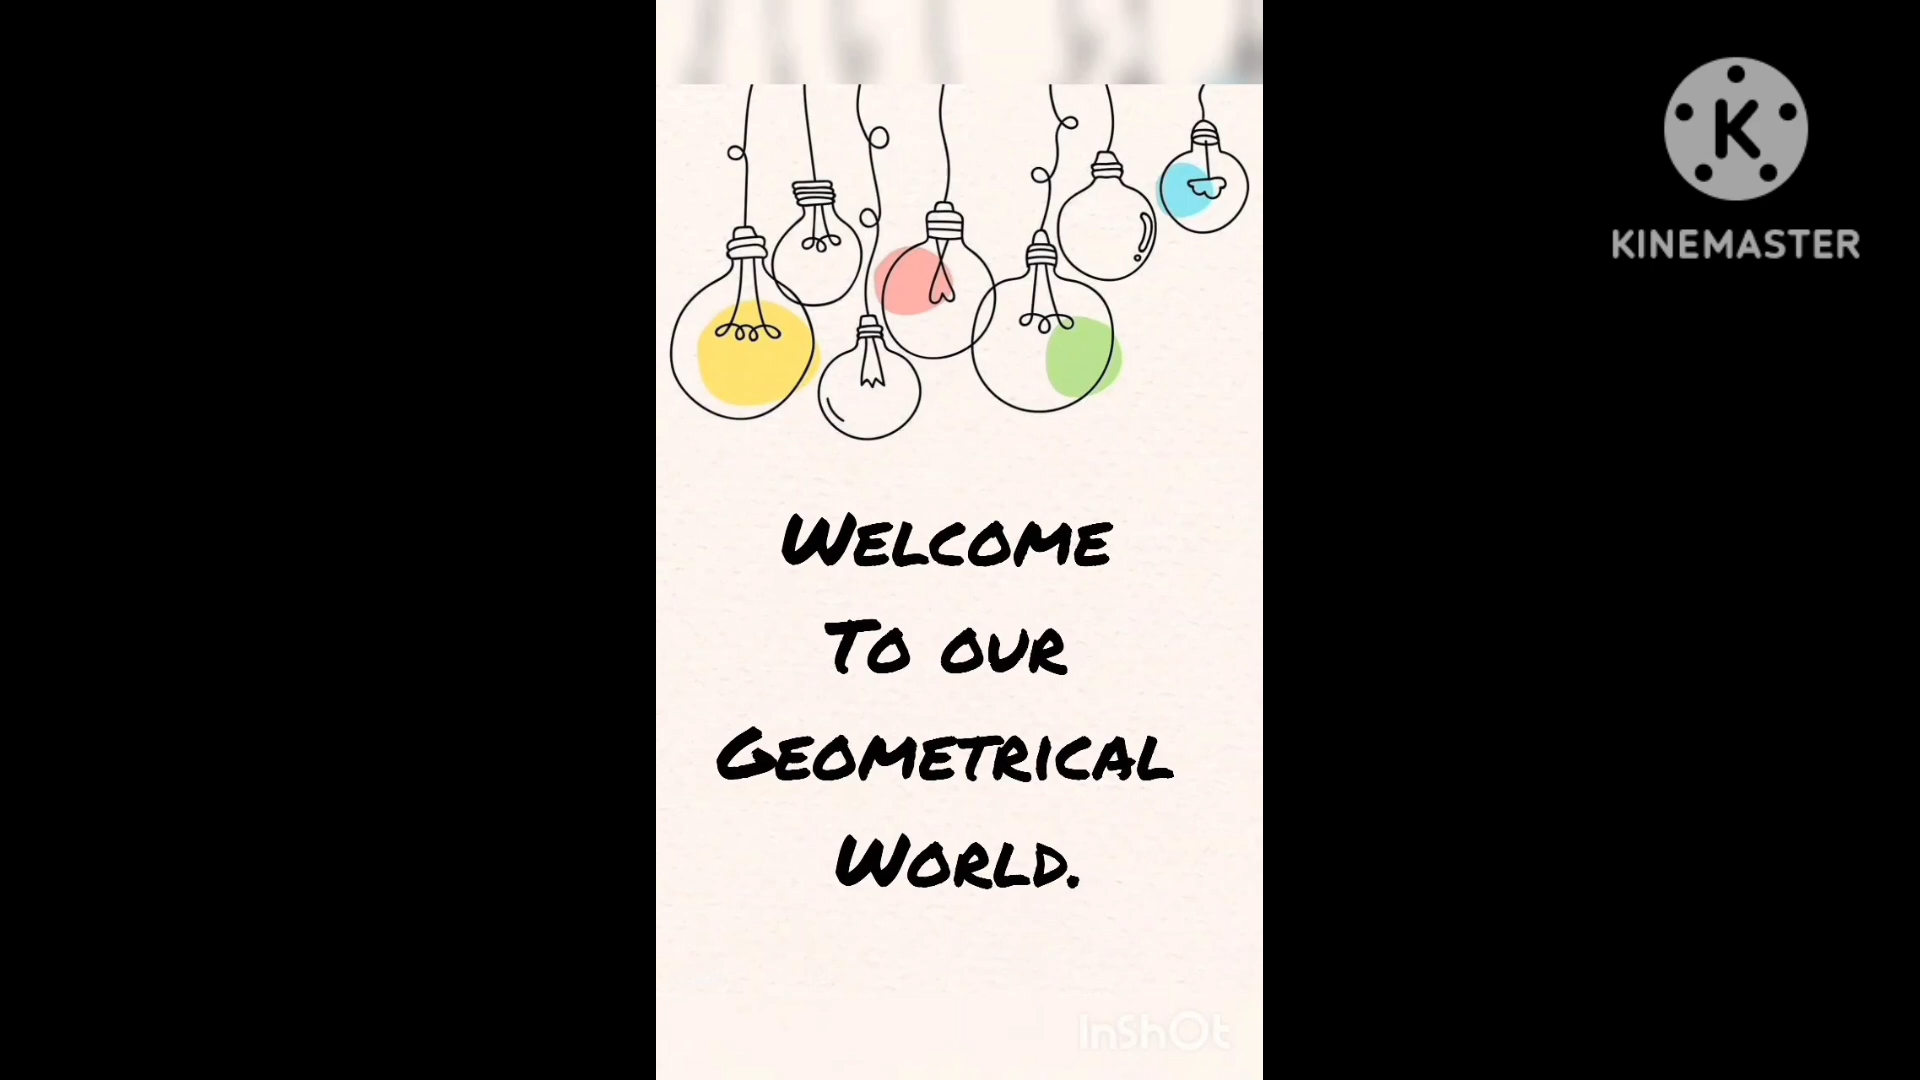 K
KINEMASTER
Welcome
To our
Geometrical
World.
InShOt